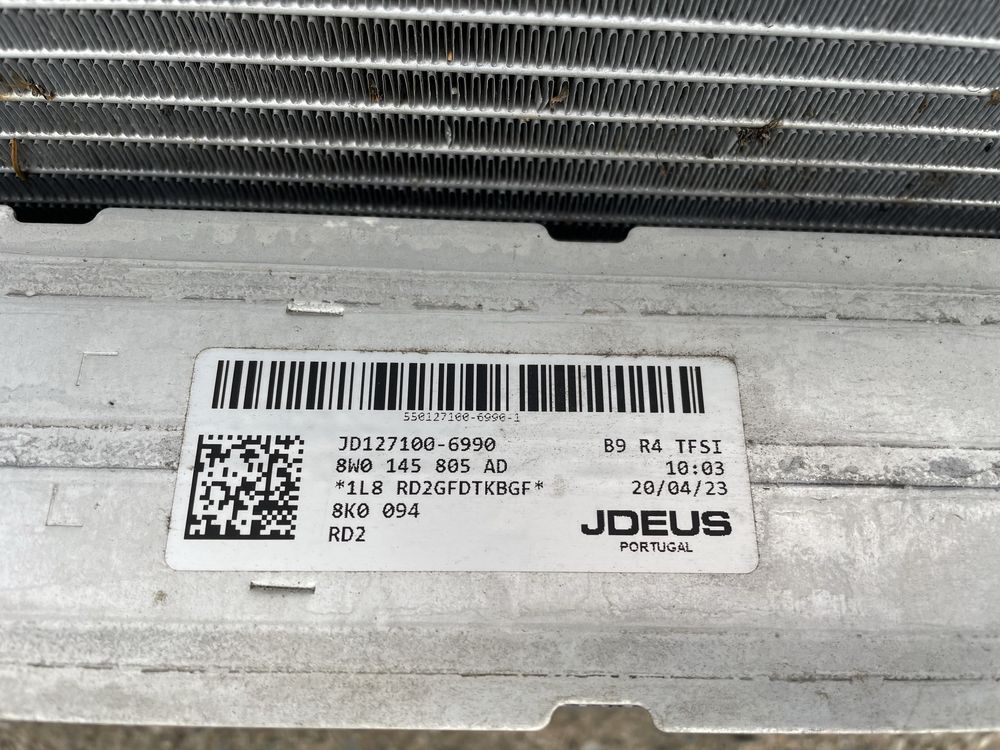 550127100-6990-1
JD127100-6990
8W0 145 805 AD
*1L8 RD2GFDTKBGF*
8K0 094
RD2
B9 R4 TFSI
10:03
20/04/23
JDEUS
PORTUGAL